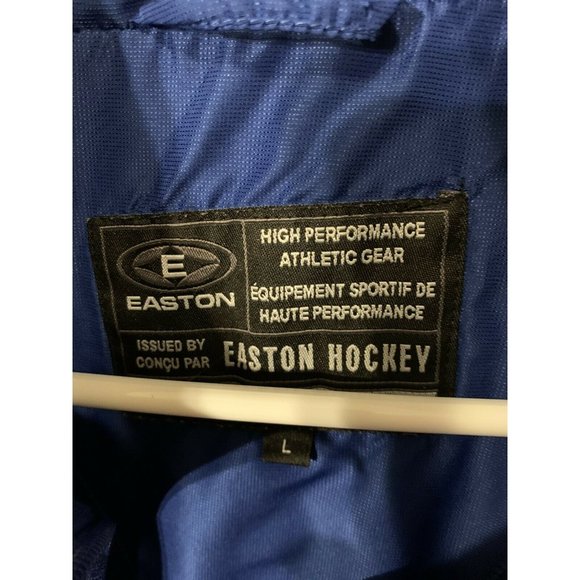 E
EASTON
HIGH PERFORMANCE
ATHLETIC GEAR
ÉQUIPEMENT SPORTIF DE
HAUTE PERFORMANCE
ISSUED BY
CONÇU PAR
EASTON HOCKEY
L